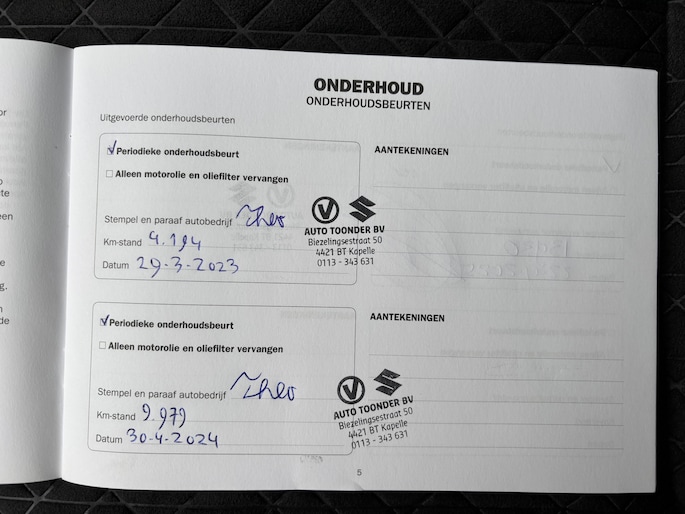 ONDERHOUD
ONDERHOUDSBEURTEN
Uitgevoerde onderhoudsbeurten
Periodieke onderhoudsbeurt
AANTEKENINGEN
Alleen motorolie en oliefilter vervangen
Stempel en paraaf autobedrijf Theo
Km-stand 4.194
Datum 29-3-2023
AUTO TOONDER BV
Biezelingsestraat 50
4421 BT Kapelle
0113 - 343 631
Periodieke onderhoudsbeurt
AANTEKENINGEN
Alleen motorolie en oliefilter vervangen
Stempel en paraaf autobedrijf Theo
Km-stand 9.979
Datum 30-4-2024
AUTO TOONDER BV
Biezelingsestraat 50
4421 BT Kapelle
0113 - 343 631
5